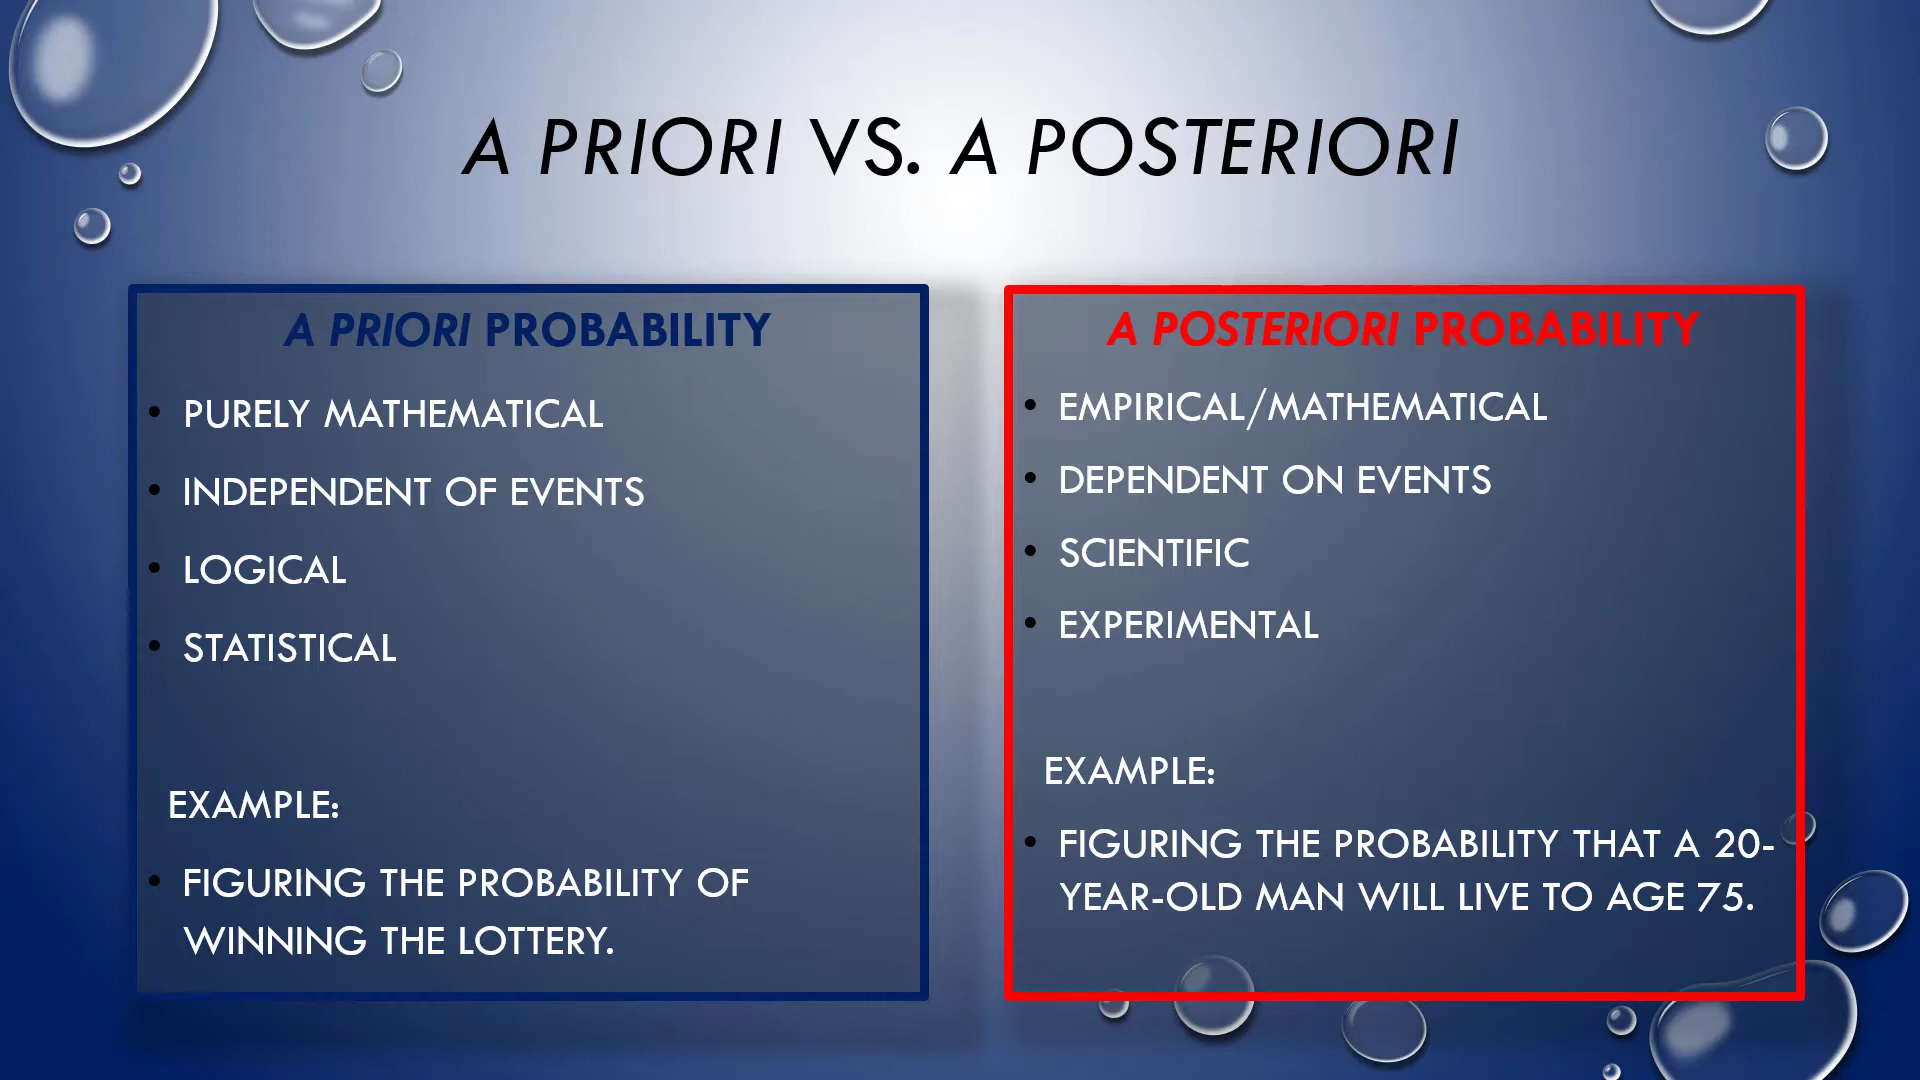 A PRIORI VS. A POSTERIORI
A PRIORI PROBABILITY
• PURELY MATHEMATICAL
• INDEPENDENT OF EVENTS
• LOGICAL
• STATISTICAL
EXAMPLE:
• FIGURING THE PROBABILITY OF
WINNING THE LOTTERY.
A POSTERIORI PROBABILITY
• EMPIRICAL/MATHEMATICAL
• DEPENDENT ON EVENTS
• SCIENTIFIC
• EXPERIMENTAL
EXAMPLE:
• FIGURING THE PROBABILITY THAT A 20-
YEAR-OLD MAN WILL LIVE TO AGE 75.